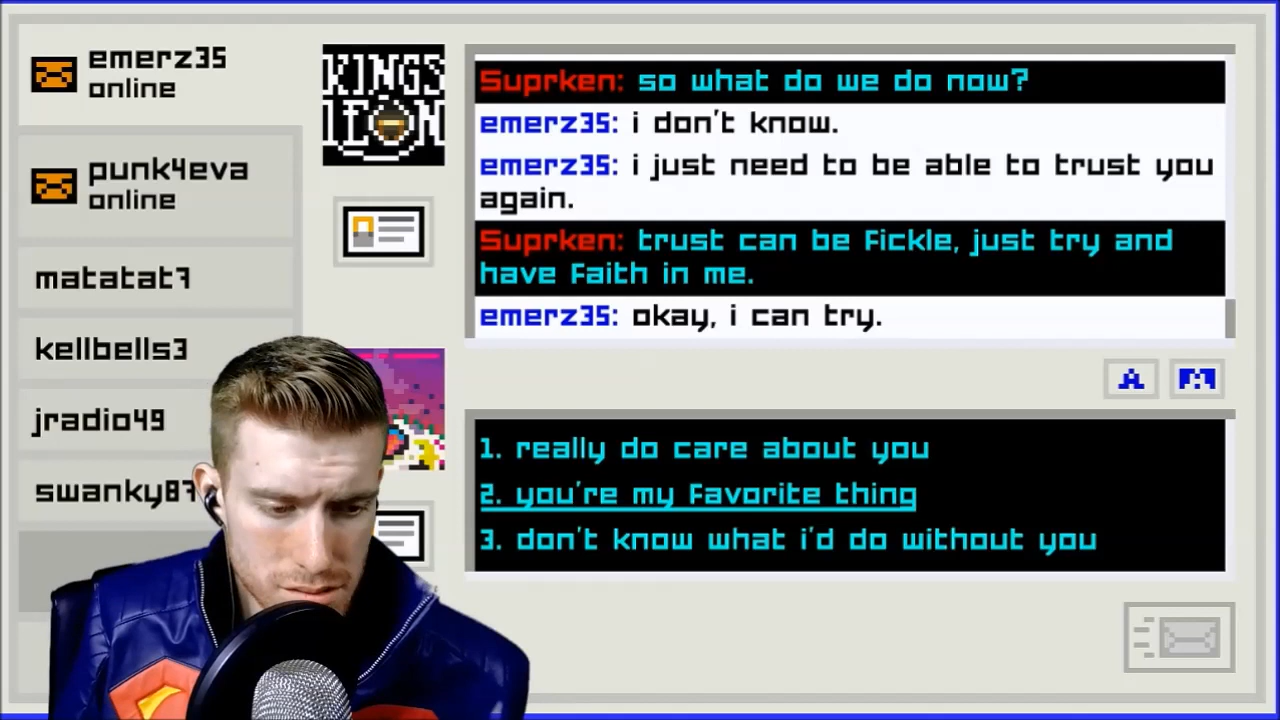 emerz35
online
punk4eva
online
matatat7
kellbells3
jradio49
swanky87
KINGS
LEON
Suprken: so what do we do now?
emerz35: i don't know.
emerz35: i just need to be able to trust you
again.
Suprken: trust can be fickle, just try and
have faith in me.
emerz35: okay, i can try.
A
1. really do care about you
2. you're my favorite thing
3. don't know what i'd do without you